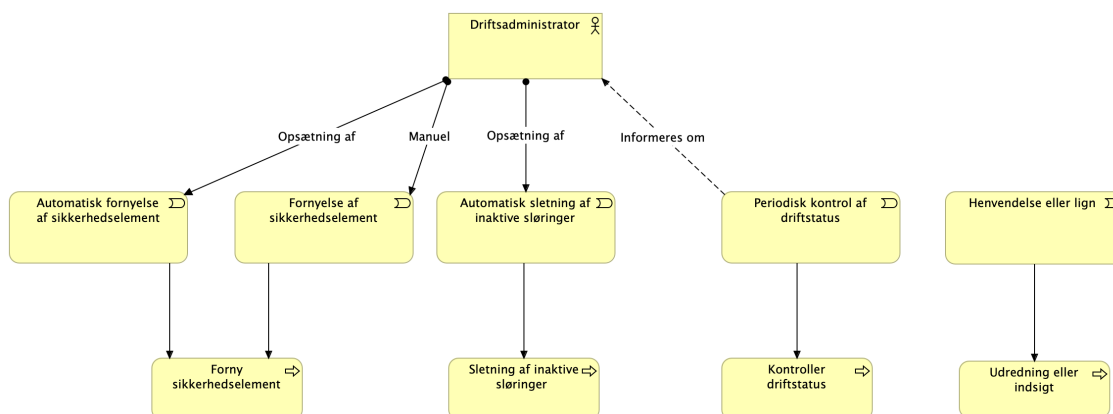 Driftsadministrator
Opsætning af
Manuel
Opsætning af
Informeres om
Automatisk fornyelse
af sikkerhedselement
Fornyelse af
sikkerhedselement
Automatisk sletning af
inaktive sløringer
Periodisk kontrol af
driftstatus
Henvendelse eller lign
Forny
sikkerhedselement
Sletning af inaktive
sløringer
Kontroller
driftstatus
Udredning eller
indsigt